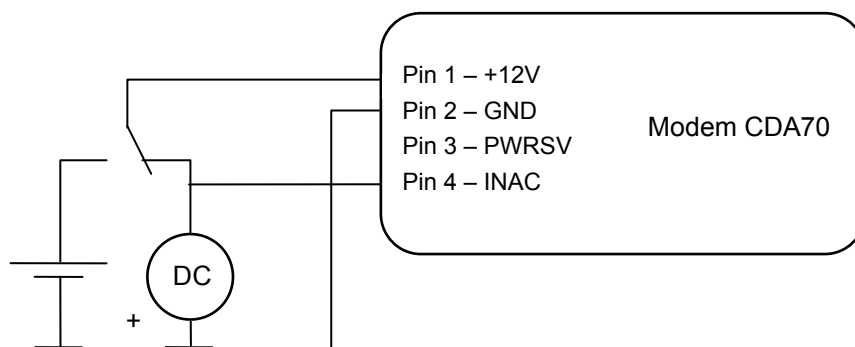 Pin 1 – +12V
Pin 2 – GND
Pin 3 – PWRSV
Pin 4 – INAC
Modem CDA70
DC
+